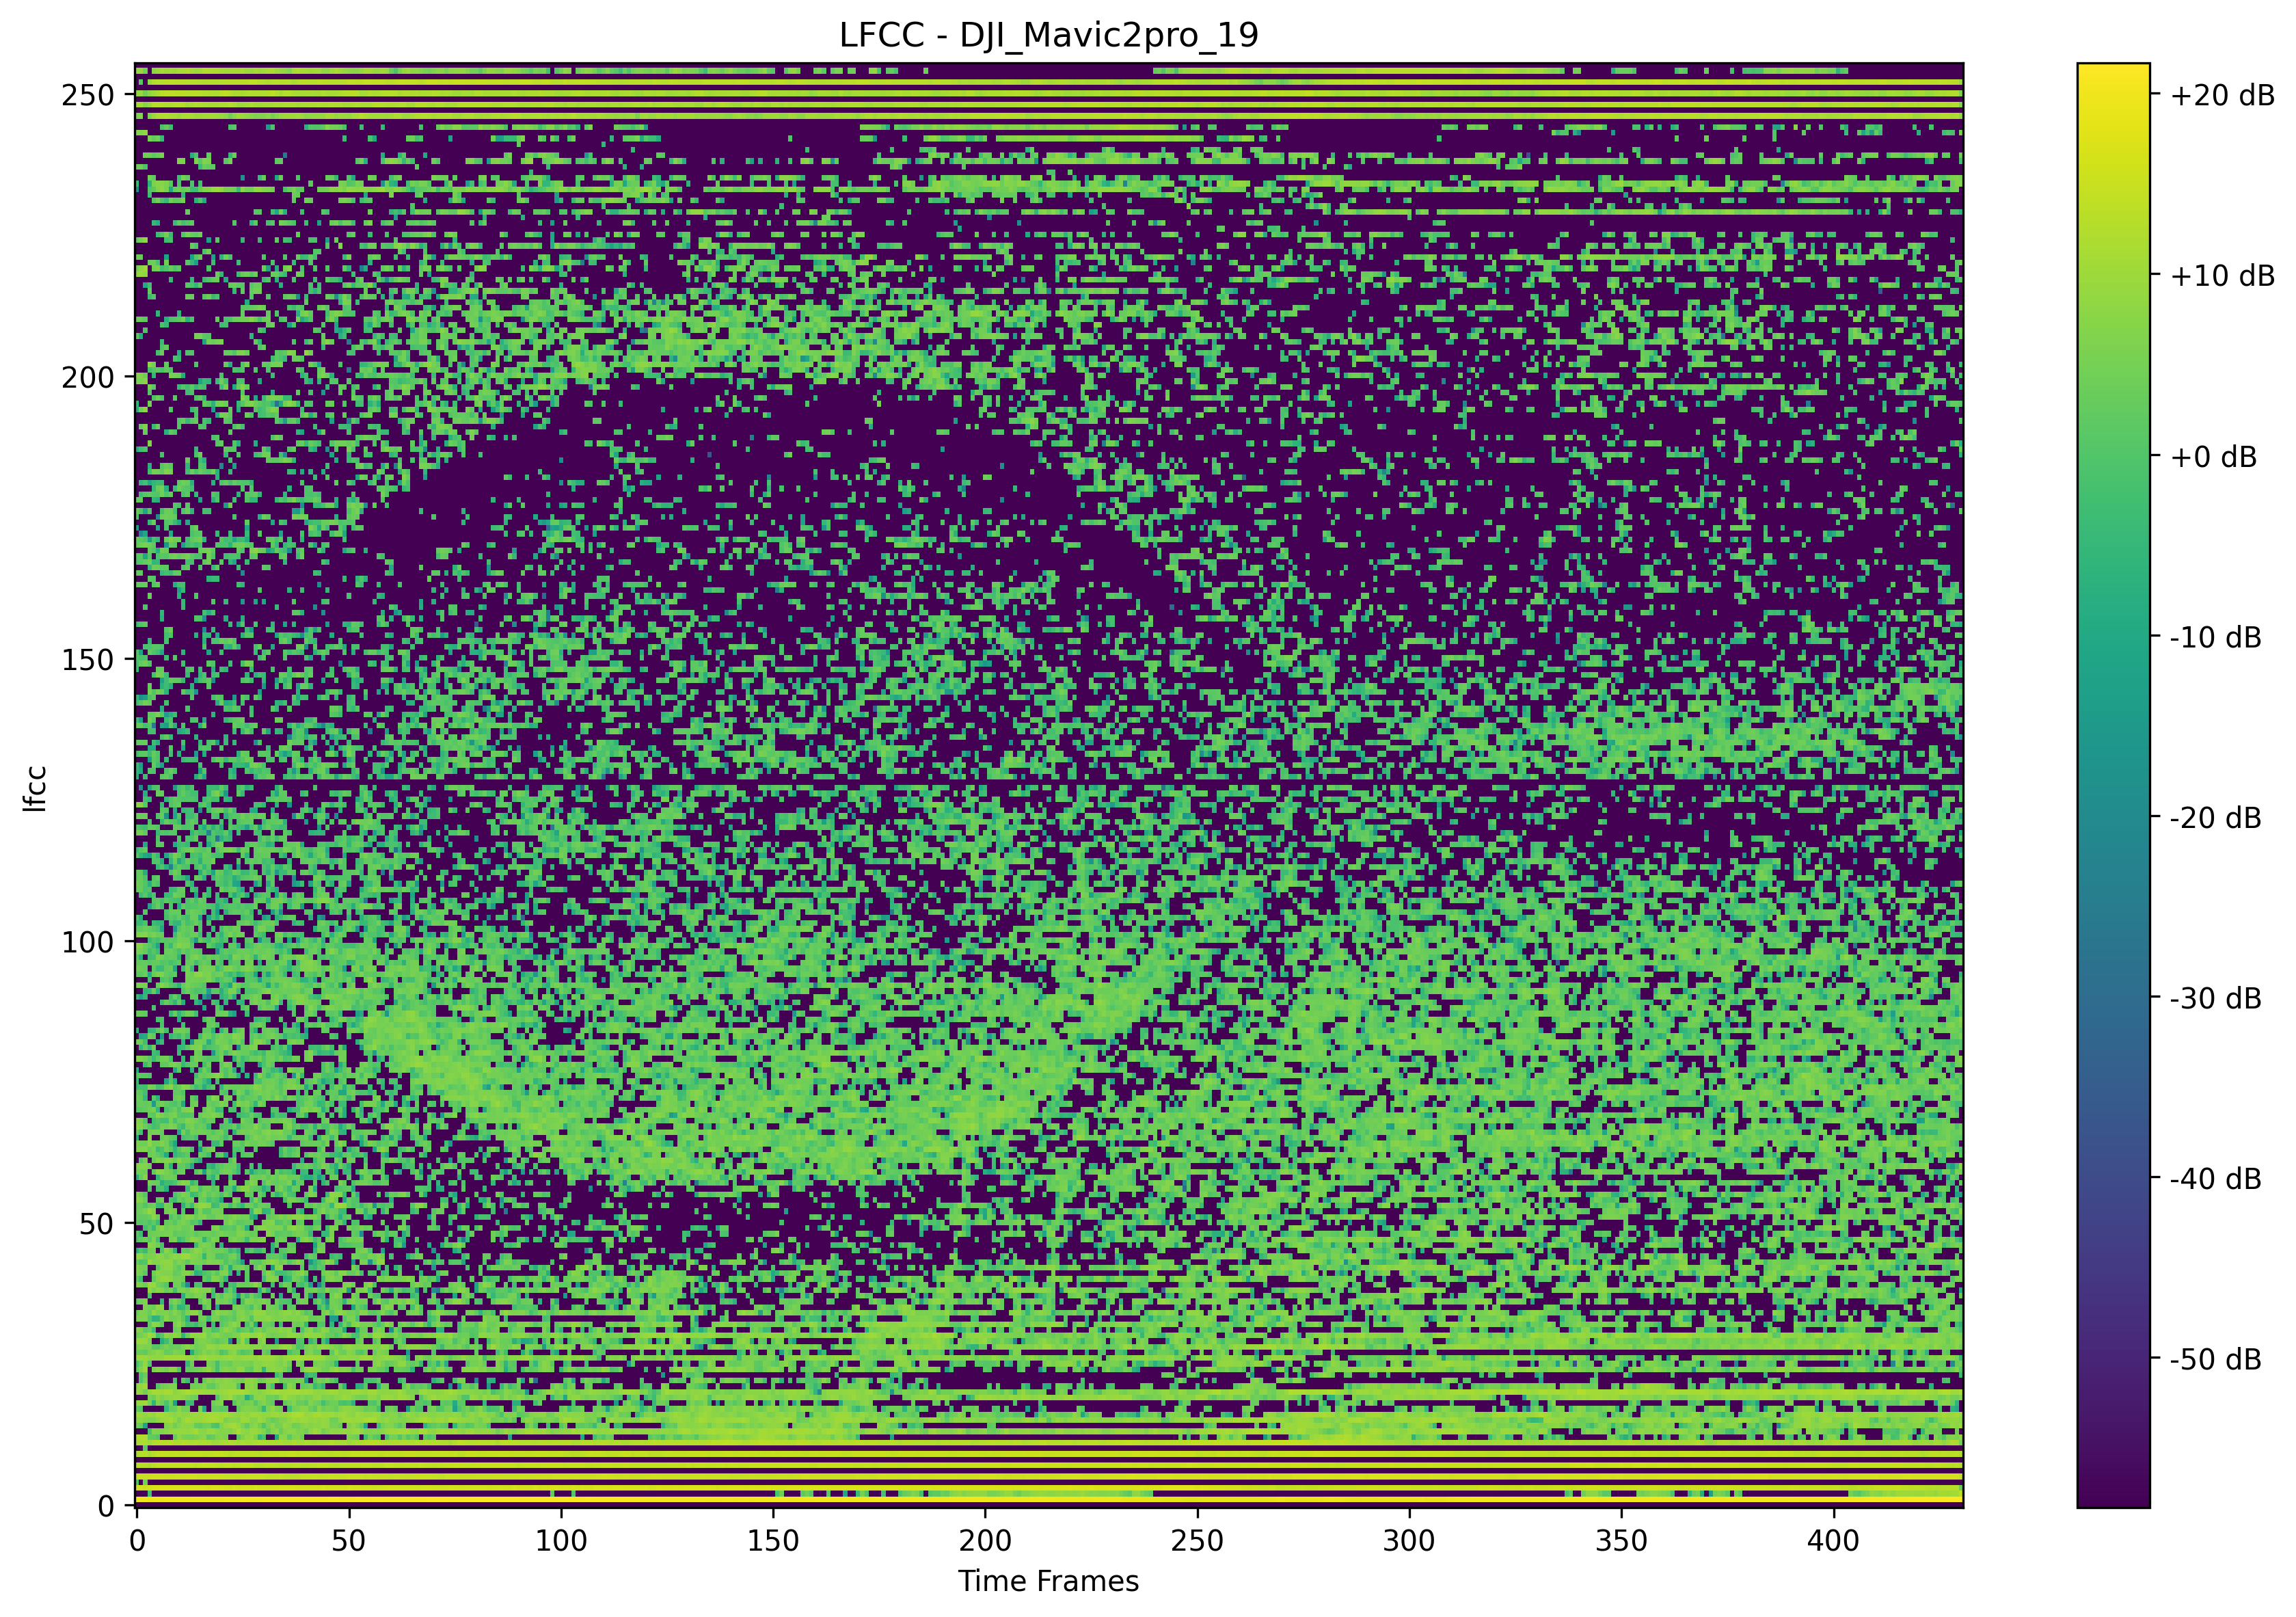 LFCC - DJI_Mavic2pro_19
250
200
150
100
50
0
lfcc
0 50 100 150 200 250 300 350 400
Time Frames
+20 dB
+10 dB
+0 dB
-10 dB
-20 dB
-30 dB
-40 dB
-50 dB